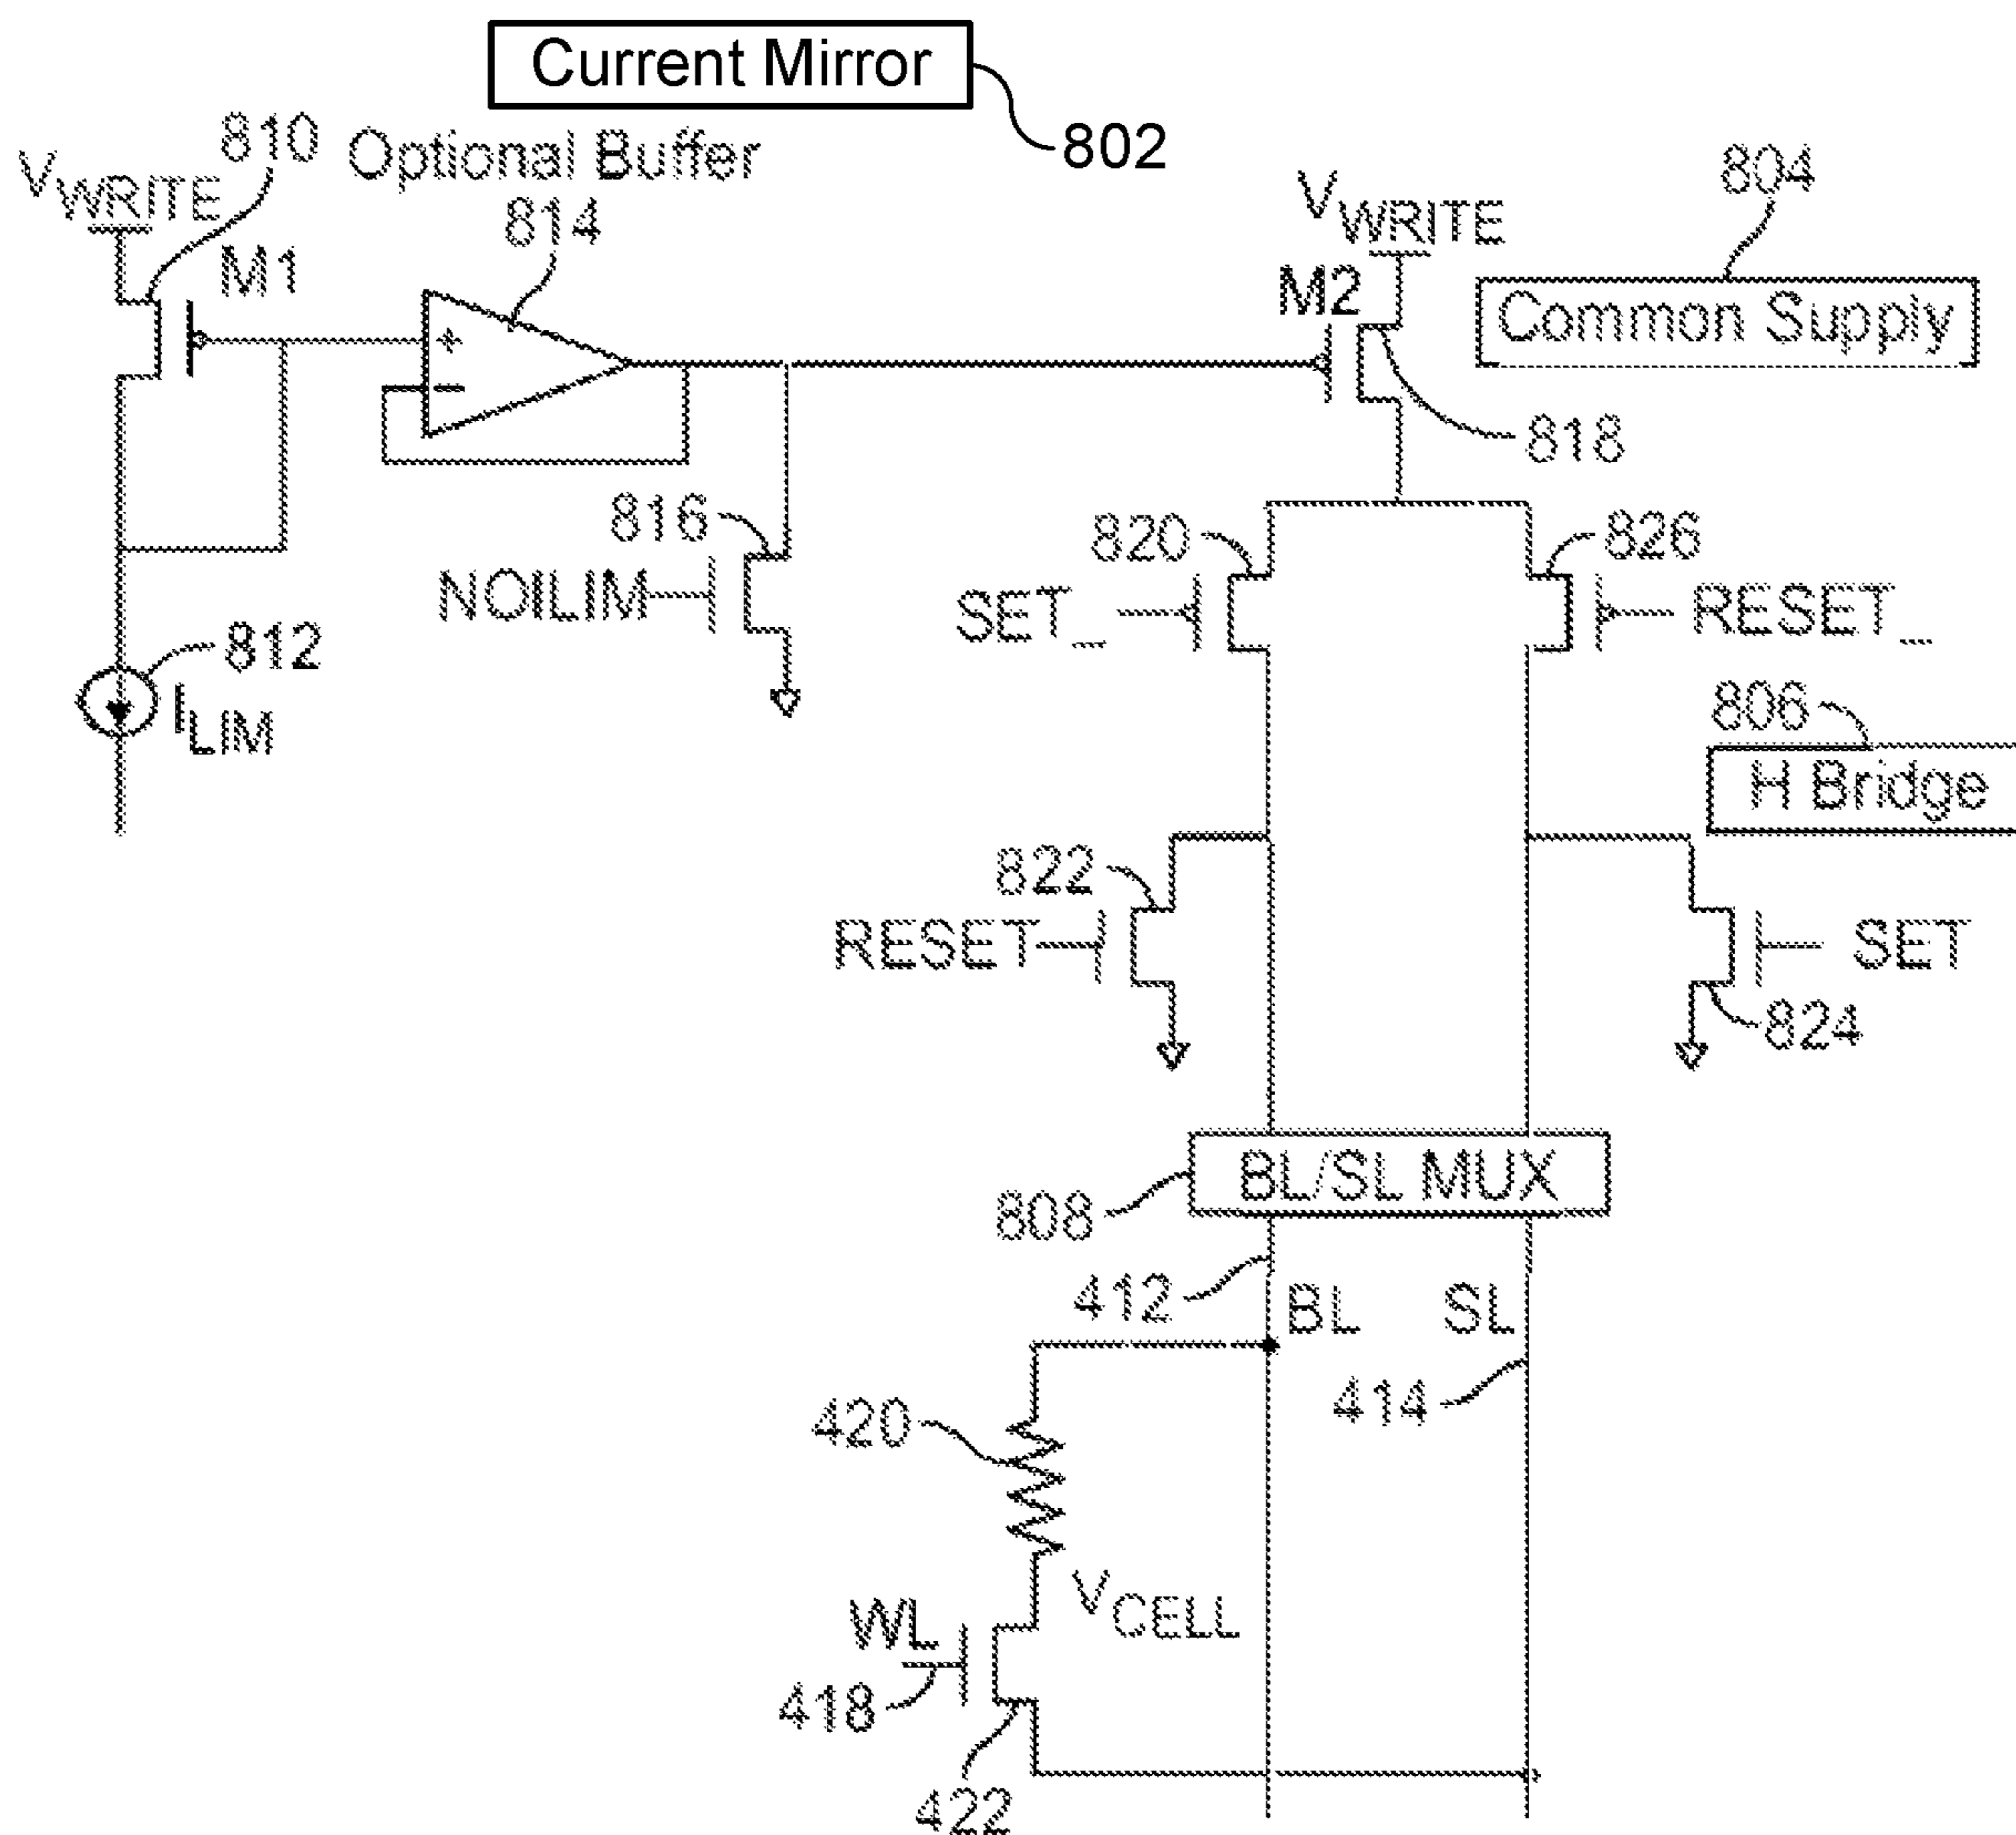 Current Mirror
802
810
Optional Buffer
814
804
VWRITE
M1
VWRITE
M2
Common Supply
818
816
820
826
NOILIM
SET_
RESET_
812
ILIM
806
H Bridge
822
RESET
SET
824
BL/SL MUX
808
412
BL
SL
414
420
VCELL
WL
418
422